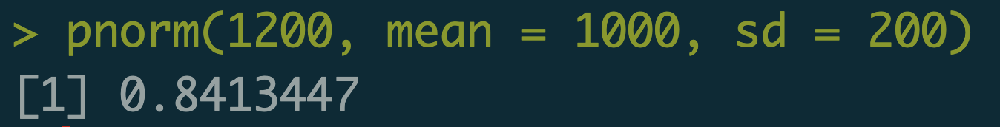 > pnorm(1200, mean = 1000, sd = 200)
[1] 0.8413447